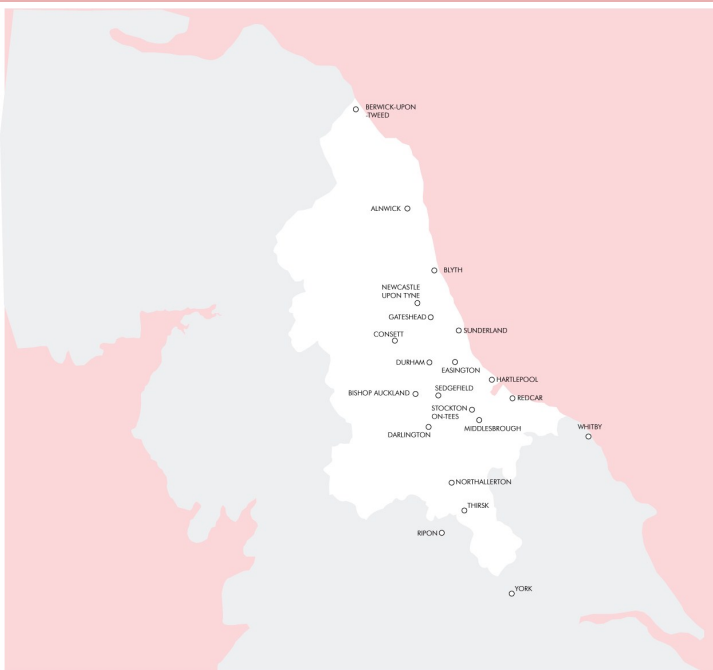 BERWICK-UPON
-TWEED
ALNWICK
BLYTH
NEWCASTLE
UPON TYNE
GATESHEAD
SUNDERLAND
CONSETT
DURHAM
EASINGTON
HARTLEPOOL
SEDGEFIELD
BISHOP AUCKLAND
REDCAR
STOCKTON
ON-TEES
MIDDLESBROUGH
DARLINGTON
WHITBY
NORTHALLERTON
THIRSK
RIPON
YORK